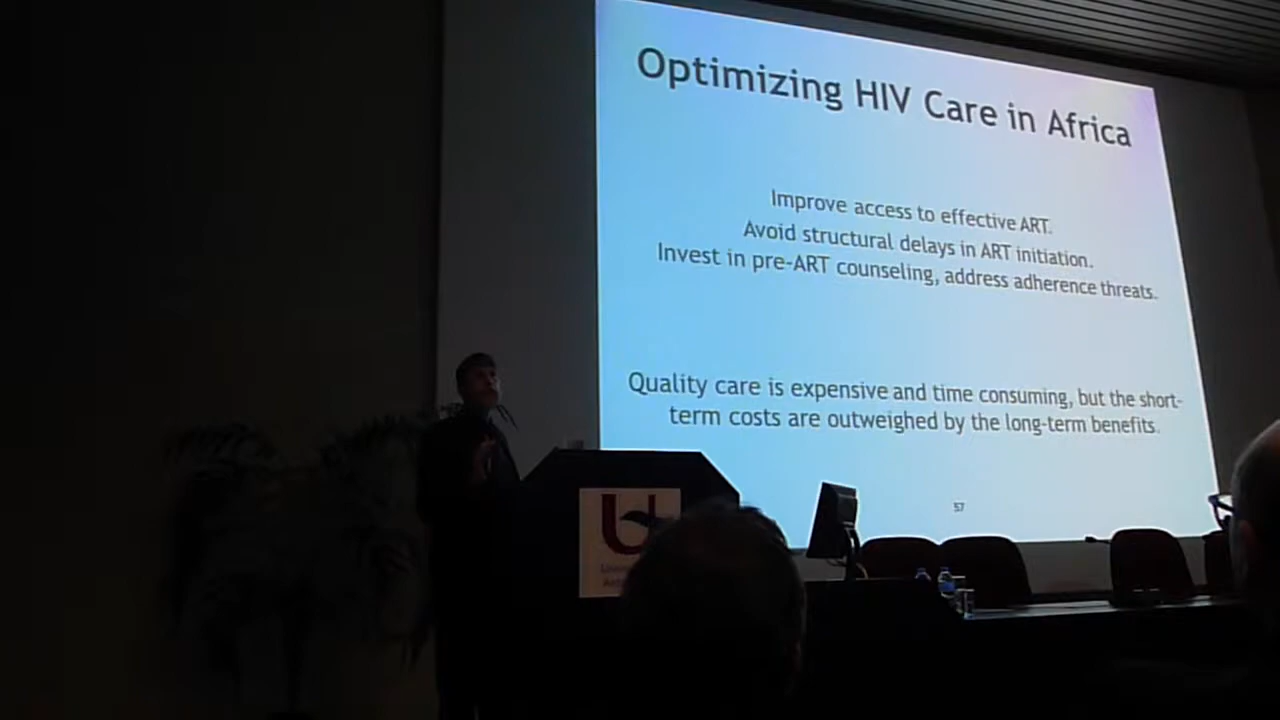 Optimizing HIV Care in Africa
Improve access to effective ART.
Avoid structural delays in ART initiation.
Invest in pre-ART counseling, address adherence threats.
Quality care is expensive and time consuming, but the short-
term costs are outweighed by the long-term benefits.
57